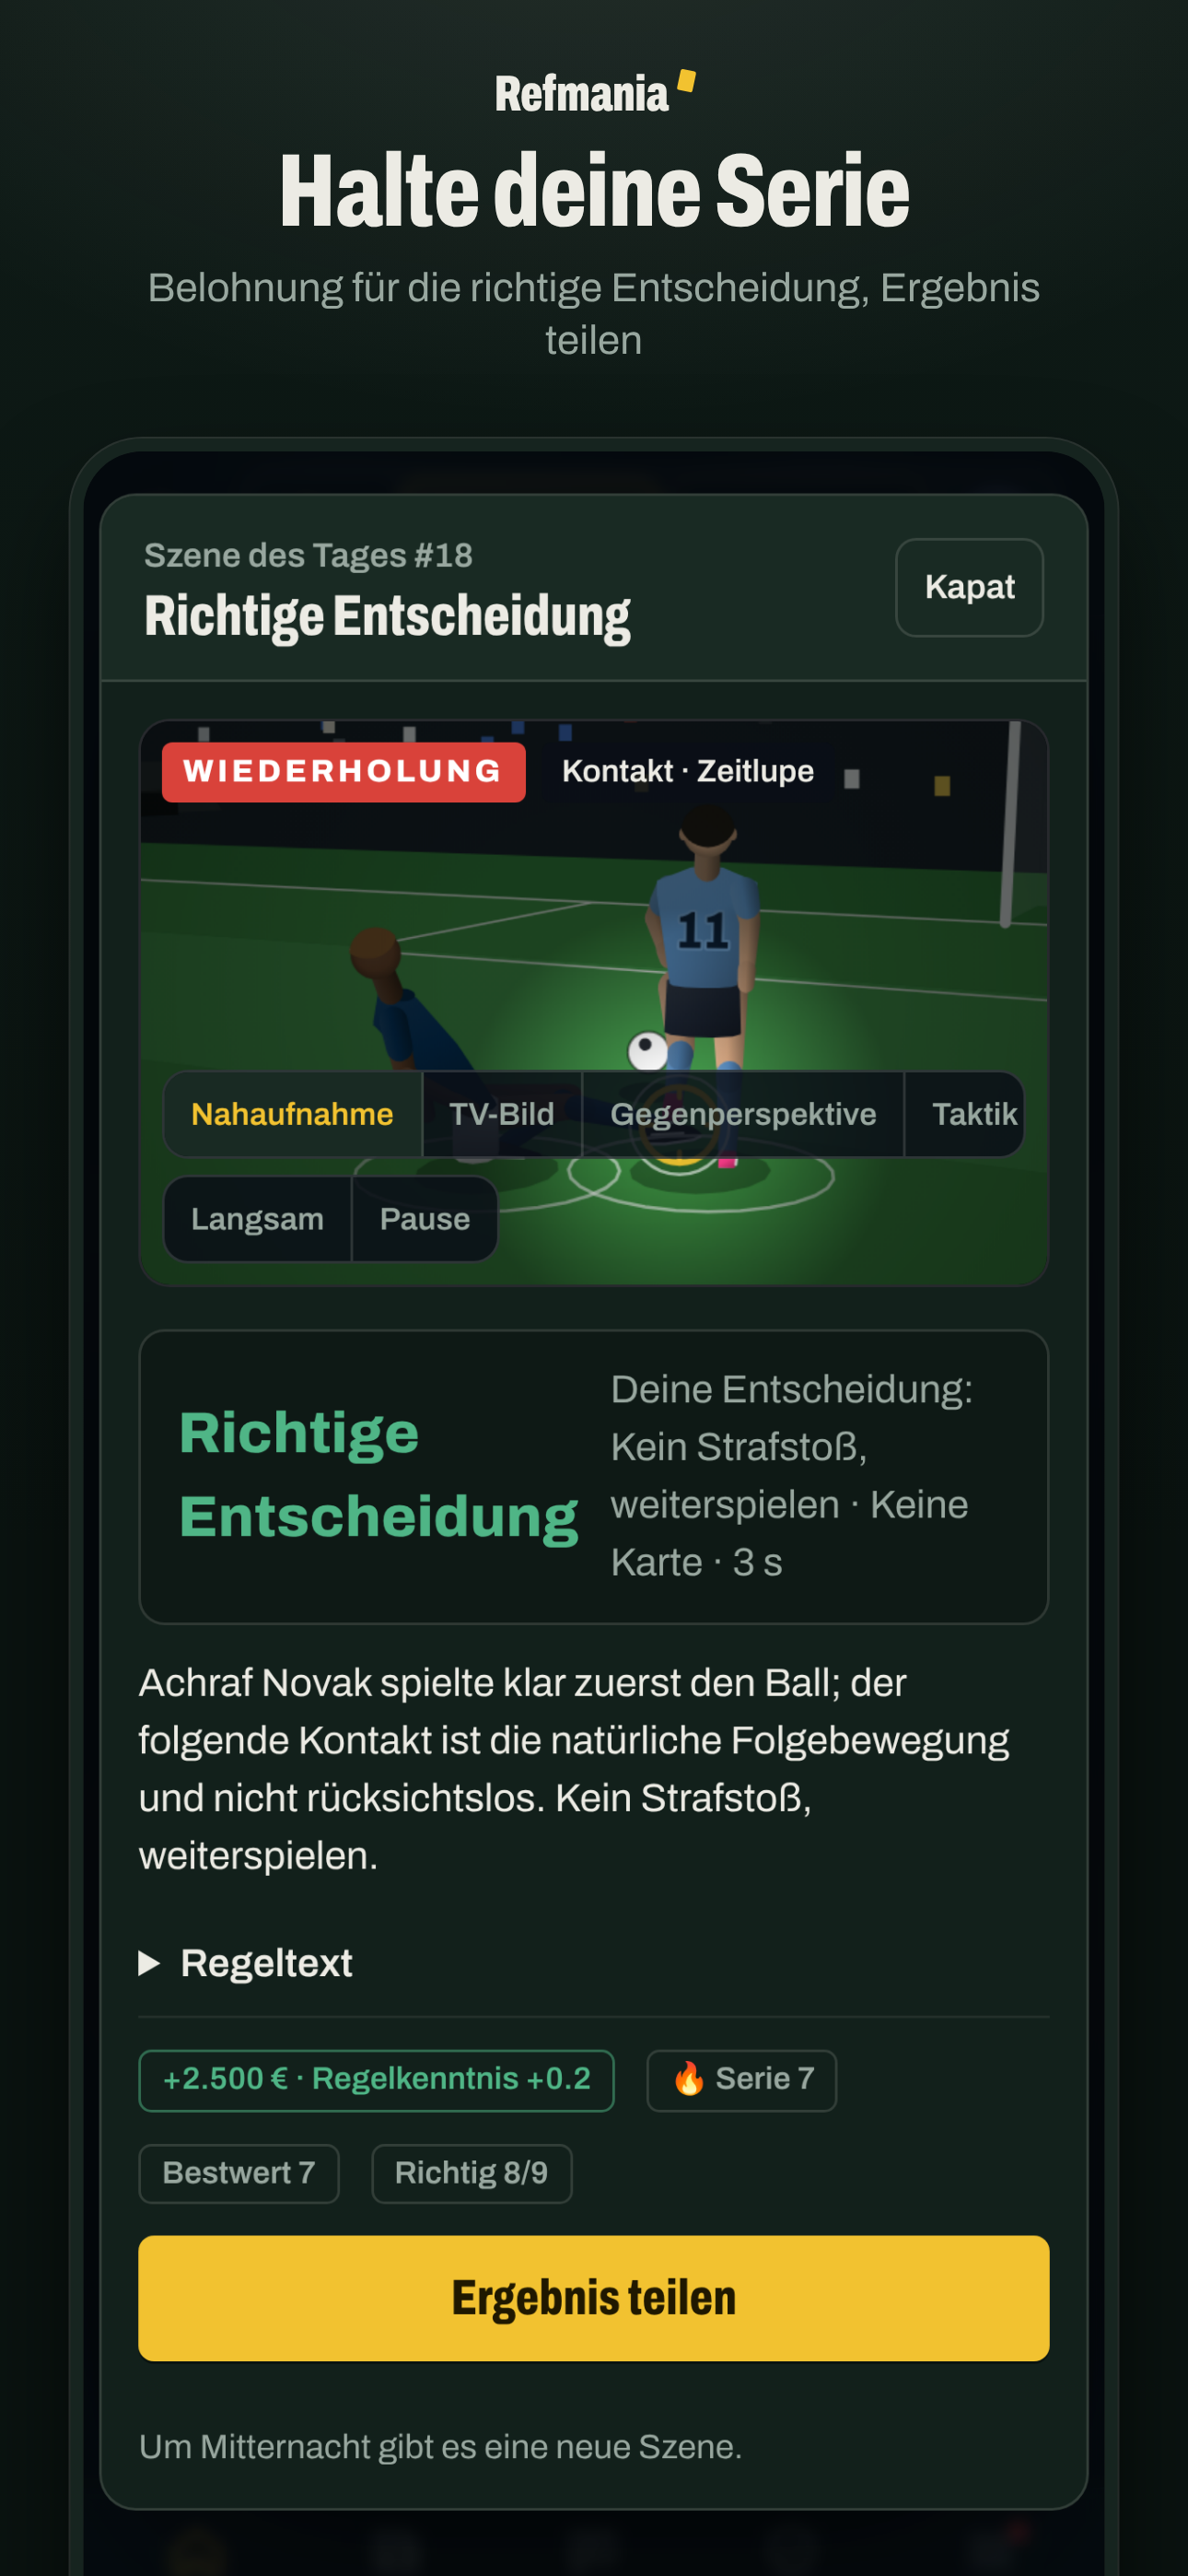 Refmania
Halte deine Serie
Belohnung für die richtige Entscheidung, Ergebnis
teilen
Szene des Tages #18
Richtige Entscheidung
Kapat
WIEDERHOLUNG
Kontakt · Zeitlupe
11
Nahaufnahme
TV-Bild
Gegenperspektive
Taktik
Langsam
Pause
Richtige
Entscheidung
Deine Entscheidung:
Kein Strafstoß,
weiterspielen · Keine
Karte · 3 s
Achraf Novak spielte klar zuerst den Ball; der
folgende Kontakt ist die natürliche Folgebewegung
und nicht rücksichtslos. Kein Strafstoß,
weiterspielen.
Regeltext
+2.500 € · Regelkenntnis +0.2
🔥 Serie 7
Bestwert 7
Richtig 8/9
Ergebnis teilen
Um Mitternacht gibt es eine neue Szene.